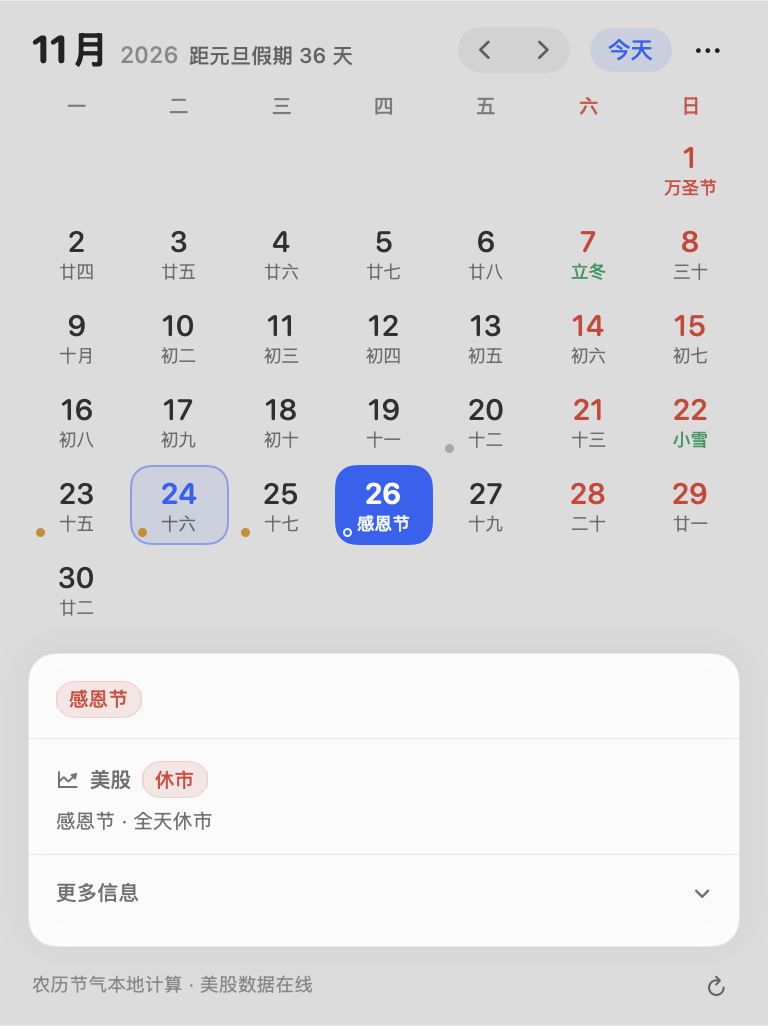 11月 2026 距元旦假期 36 天 今天
一 二 三 四 五 六 日
1
万圣节
2 3 4 5 6 7 8
廿四 廿五 廿六 廿七 廿八 立冬 三十
9 10 11 12 13 14 15
十月 初二 初三 初四 初五 初六 初七
16 17 18 19 20 21 22
初八 初九 初十 十一 十二 十三 小雪
23 24 25 26 27 28 29
十五 十六 十七 感恩节 十九 二十 廿一
30
廿二
感恩节
美股 休市
感恩节 · 全天休市
更多信息
农历节气本地计算 · 美股数据在线